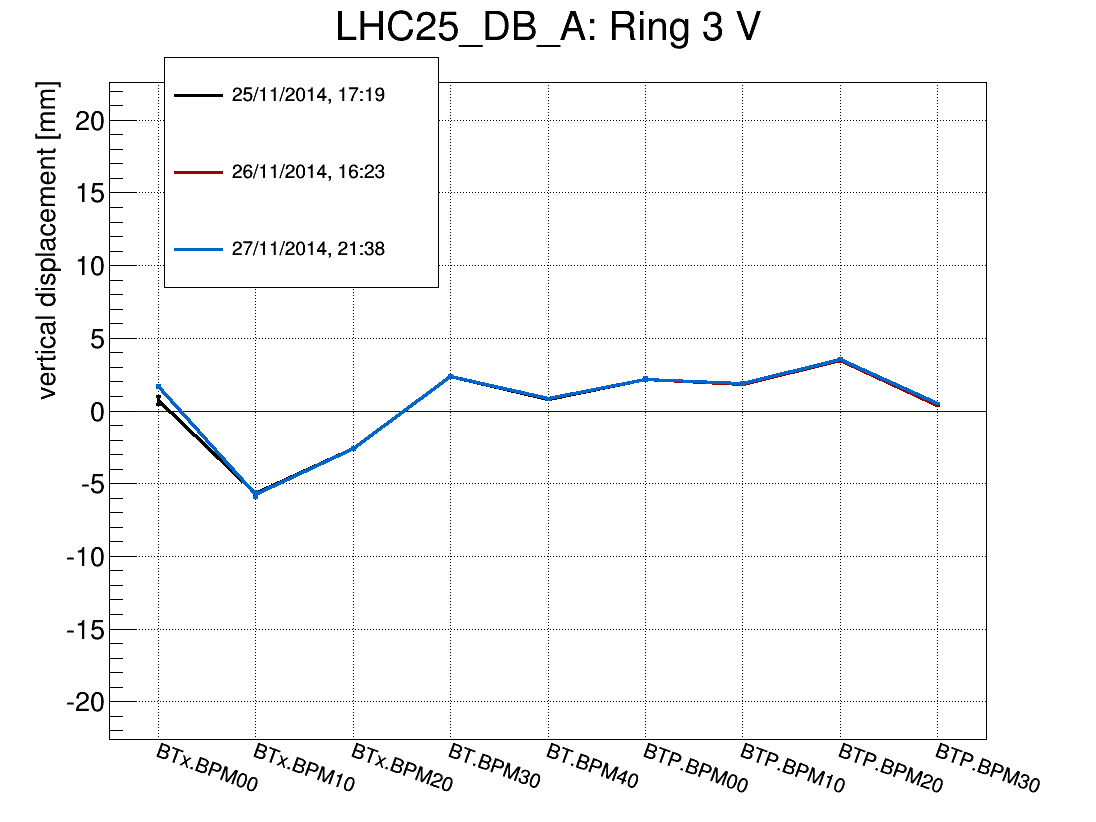 LHC25_DB_A: Ring 3 V
vertical displacement [mm]
25/11/2014, 17:19
26/11/2014, 16:23
27/11/2014, 21:38
20
15
10
5
0
-5
-10
-15
-20
BTx.BPM00
BTx.BPM10
BTx.BPM20
BT.BPM30
BT.BPM40
BTP.BPM00
BTP.BPM10
BTP.BPM20
BTP.BPM30